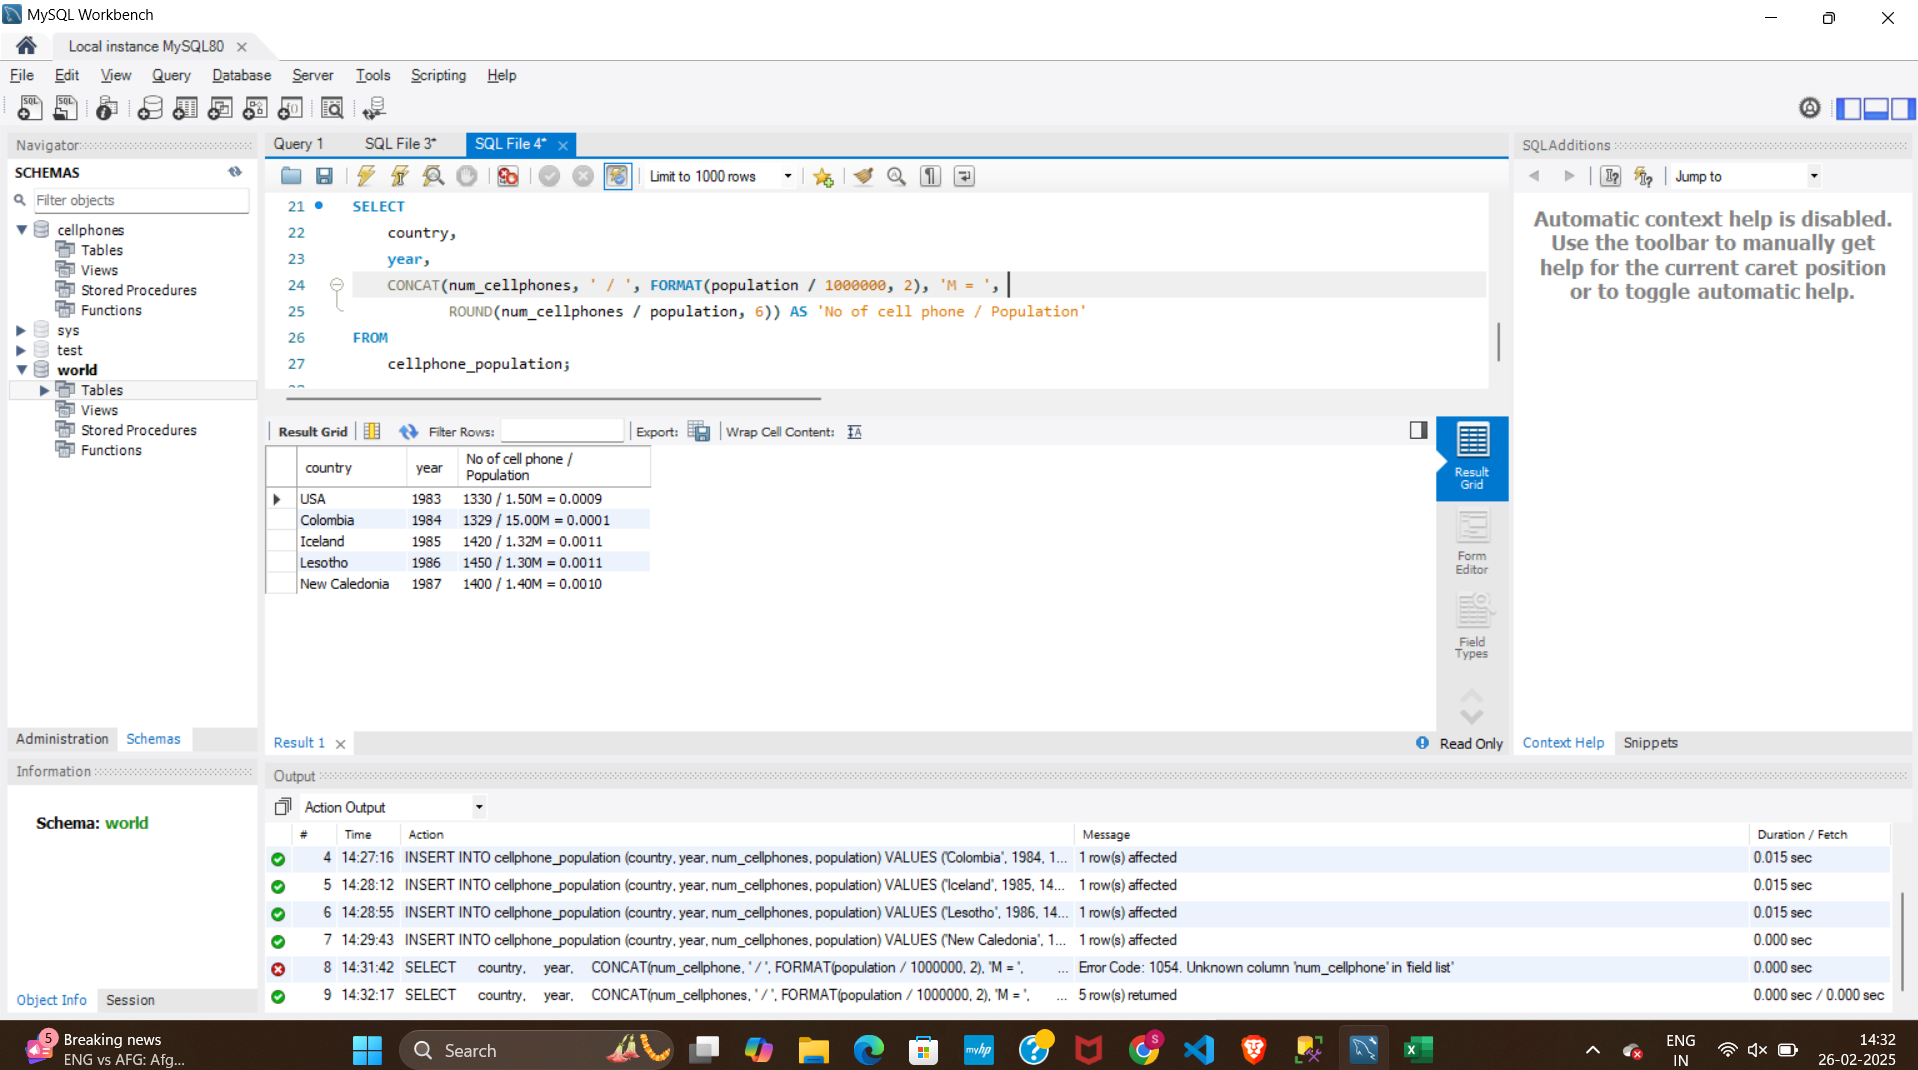 MySQL Workbench
Local instance MySQL80
File Edit View Query Database Server Tools Scripting Help
Navigator
SCHEMAS
Filter objects
cellphones
Tables
Views
Stored Procedures
Functions
sys
test
world
Tables
Views
Stored Procedures
Functions
Administration Schemas
Information
Schema: world
Object Info Session
Query 1 SQL File 3* SQL File 4*
Limit to 1000 rows
21 SELECT
22 country,
23 year,
24 CONCAT(num_cellphones, ' / ', FORMAT(population / 1000000, 2), 'M = ',
25 ROUND(num_cellphones / population, 6)) AS 'No of cell phone / Population'
26 FROM
27 cellphone_population;
Result Grid Filter Rows: Export: Wrap Cell Content:
country year No of cell phone /
Population
USA 1983 1330 / 1.50M = 0.0009
Colombia 1984 1329 / 15.00M = 0.0001
Iceland 1985 1420 / 1.32M = 0.0011
Lesotho 1986 1450 / 1.30M = 0.0011
New Caledonia 1987 1400 / 1.40M = 0.0010
Result
Grid
Form
Editor
Field
Types
Result 1
Read Only
SQLAdditions
Jump to
Automatic context help is disabled.
Use the toolbar to manually get
help for the current caret position
or to toggle automatic help.
Context Help Snippets
Output
Action Output
# Time Action Message Duration / Fetch
4 14:27:16 INSERT INTO cellphone_population (country, year, num_cellphones, population) VALUES ('Colombia', 1984, 1... 1 row(s) affected 0.015 sec
5 14:28:12 INSERT INTO cellphone_population (country, year, num_cellphones, population) VALUES ('Iceland', 1985, 14... 1 row(s) affected 0.015 sec
6 14:28:55 INSERT INTO cellphone_population (country, year, num_cellphones, population) VALUES ('Lesotho', 1986, 14... 1 row(s) affected 0.015 sec
7 14:29:43 INSERT INTO cellphone_population (country, year, num_cellphones, population) VALUES ('New Caledonia', 1... 1 row(s) affected 0.000 sec
8 14:31:42 SELECT country, year, CONCAT(num_cellphone, ' / ', FORMAT(population / 1000000, 2), 'M = ', ... Error Code: 1054. Unknown column 'num_cellphone' in 'field list' 0.000 sec
9 14:32:17 SELECT country, year, CONCAT(num_cellphones, ' / ', FORMAT(population / 1000000, 2), 'M = ', ... 5 row(s) returned 0.000 sec / 0.000 sec
5
Breaking news
ENG vs AFG: Afg...
Search
myhp
S
ENG
IN
14:32
26-02-2025